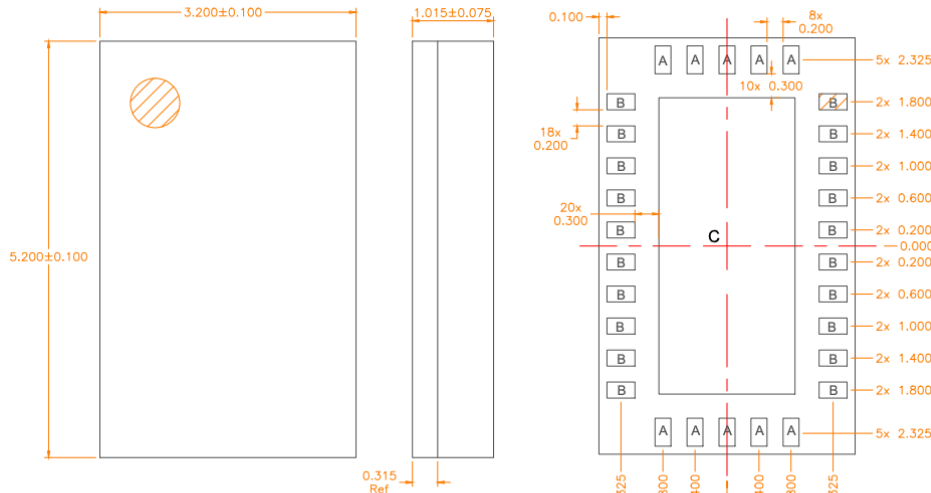 3.200±0.100
1.015±0.075
0.100
8x
0.200
A A A A A
5x 2.325
10x 0.300
B B 2x 1.800
18x
0.200
B B 2x 1.400
B B 2x 1.000
B B 2x 0.600
20x
0.300
B B 2x 0.200
C
0.000
5.200±0.100
B B 2x 0.200
B B 2x 0.600
B B 2x 1.000
B B 2x 1.400
B B 2x 1.800
A A A A A
5x 2.325
0.315
Ref